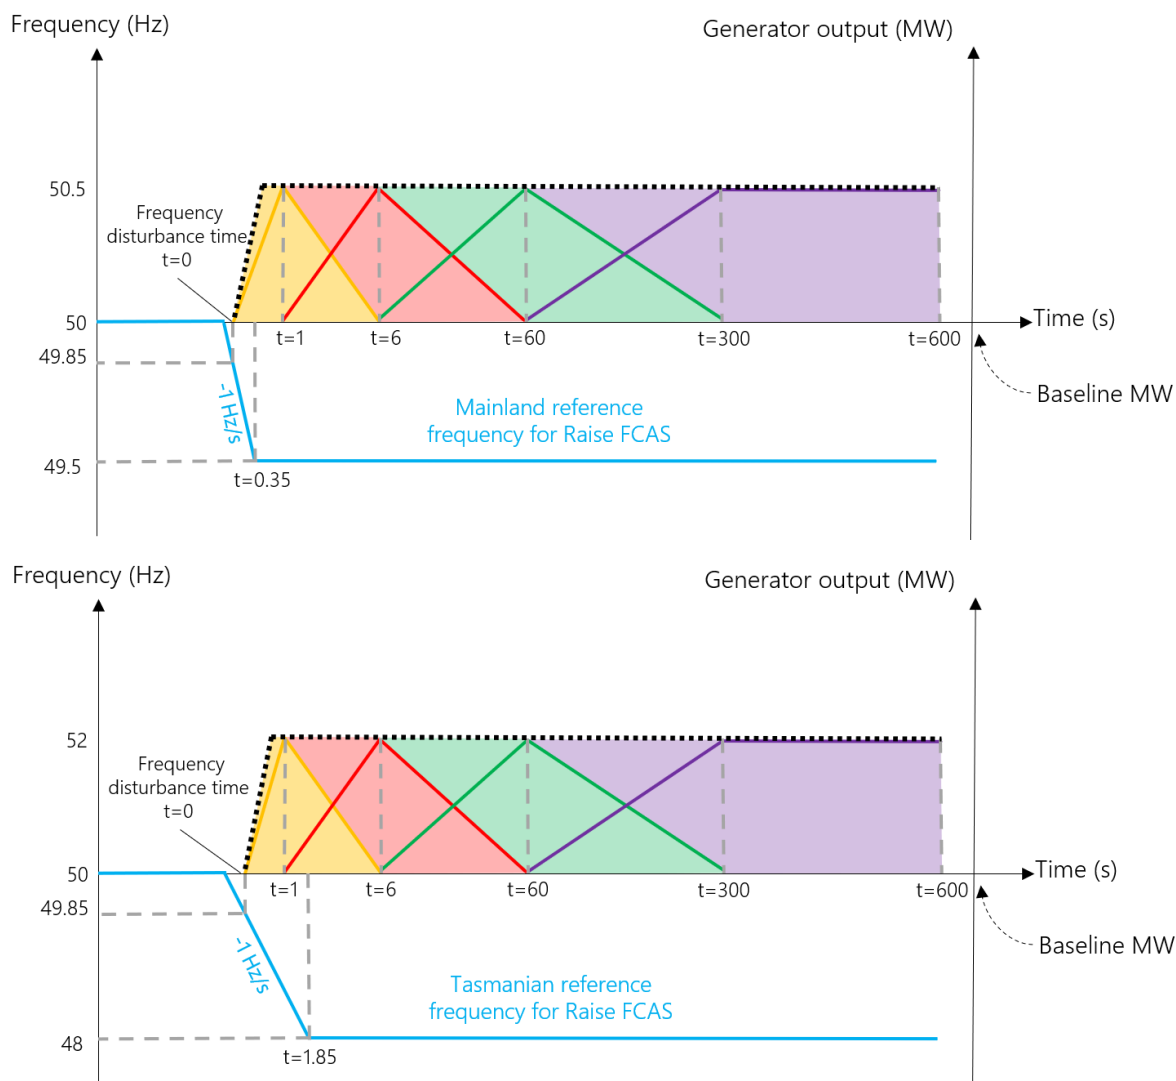 Frequency (Hz)
Generator output (MW)
50.5
Frequency
disturbance time
t=0
50
Time (s)
t=1
t=6
t=60
t=300
t=600
49.85
Baseline MW
-1 Hz/s
Mainland reference
frequency for Raise FCAS
49.5
t=0.35
Frequency (Hz)
Generator output (MW)
52
Frequency
disturbance time
t=0
50
Time (s)
t=1
t=6
t=60
t=300
t=600
49.85
Baseline MW
-1 Hz/s
Tasmanian reference
frequency for Raise FCAS
48
t=1.85